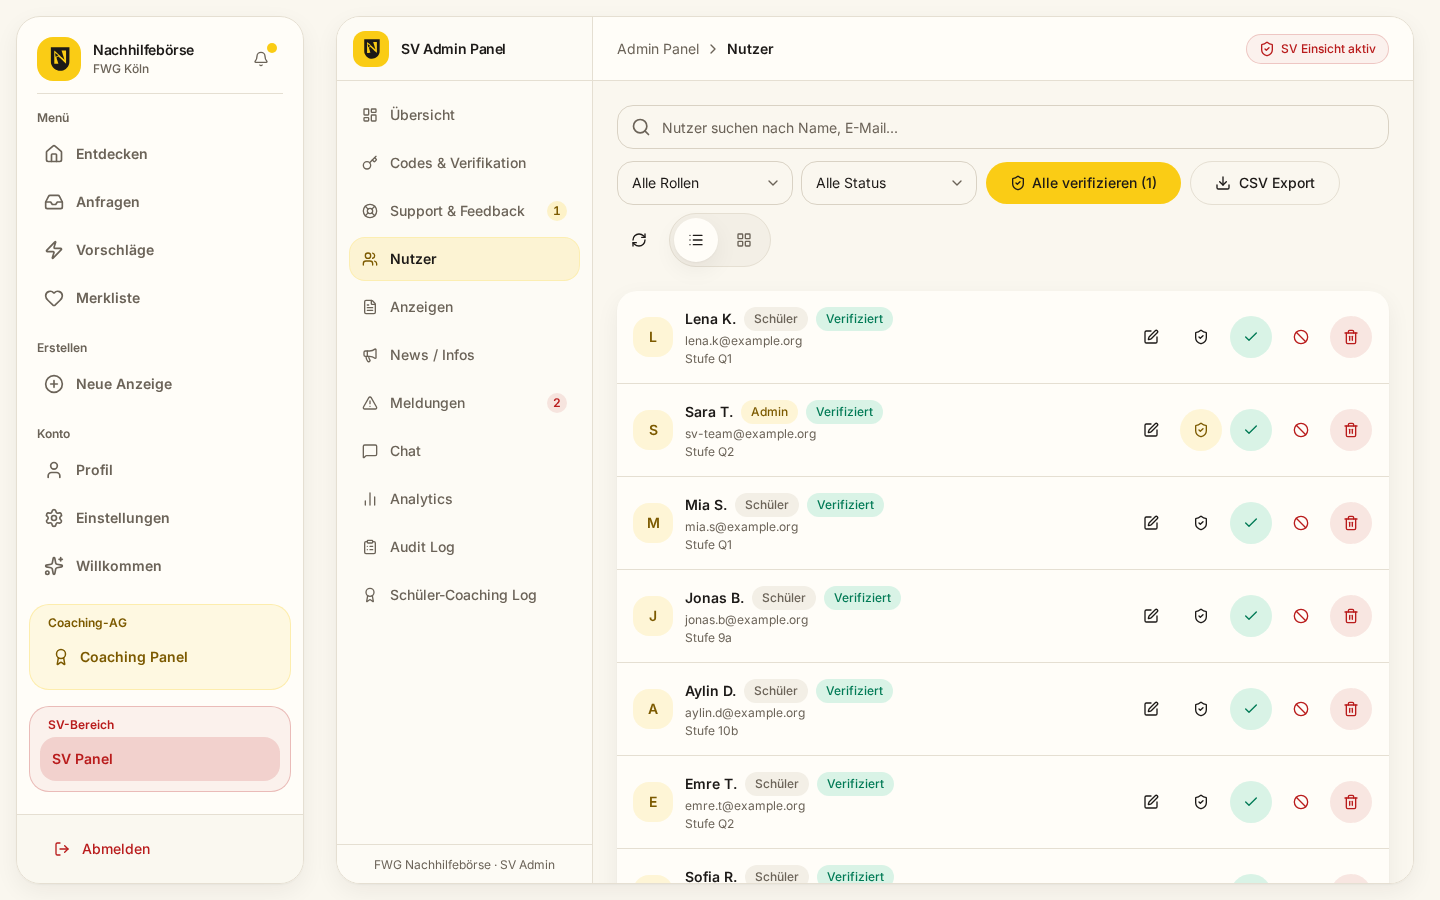 Nachhilfebörse
FWG Köln
Menü
Entdecken
Anfragen
Vorschläge
Merkliste
Erstellen
Neue Anzeige
Konto
Profil
Einstellungen
Willkommen
Coaching-AG
Coaching Panel
SV-Bereich
SV Panel
Abmelden
SV Admin Panel
Übersicht
Codes & Verifikation
Support & Feedback 1
Nutzer
Anzeigen
News / Infos
Meldungen 2
Chat
Analytics
Audit Log
Schüler-Coaching Log
FWG Nachhilfebörse · SV Admin
Admin Panel > Nutzer
SV Einsicht aktiv
Nutzer suchen nach Name, E-Mail...
Alle Rollen
Alle Status
Alle verifizieren (1)
CSV Export
L
Lena K. Schüler Verifiziert
lena.k@example.org
Stufe Q1
S
Sara T. Admin Verifiziert
sv-team@example.org
Stufe Q2
M
Mia S. Schüler Verifiziert
mia.s@example.org
Stufe Q1
J
Jonas B. Schüler Verifiziert
jonas.b@example.org
Stufe 9a
A
Aylin D. Schüler Verifiziert
aylin.d@example.org
Stufe 10b
E
Emre T. Schüler Verifiziert
emre.t@example.org
Stufe Q2
Sofia R. Schüler Verifiziert